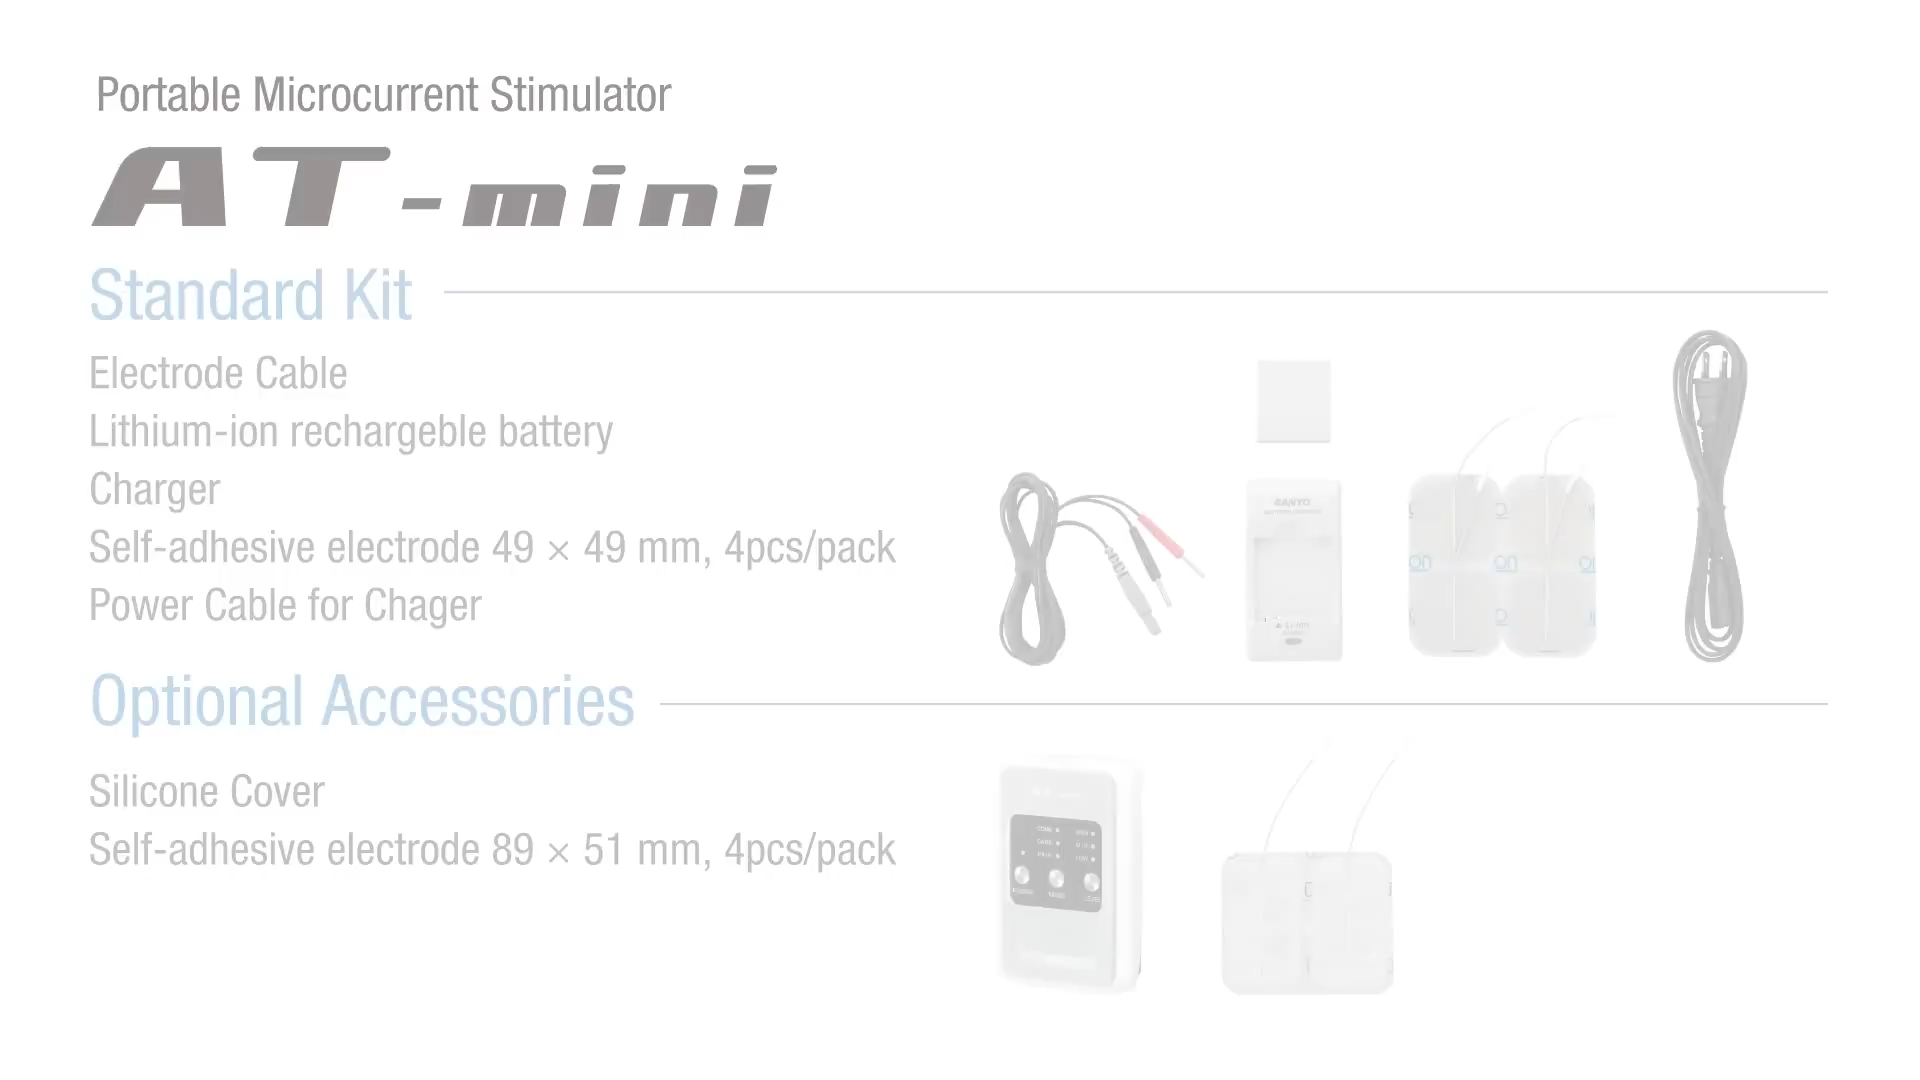 Portable Microcurrent Stimulator
AT-mini
Standard Kit
Electrode Cable
Lithium-ion rechargeble battery
Charger
Self-adhesive electrode 49 × 49 mm, 4pcs/pack
Power Cable for Chager
SANYO
Optional Accessories
Silicone Cover
Self-adhesive electrode 89 × 51 mm, 4pcs/pack